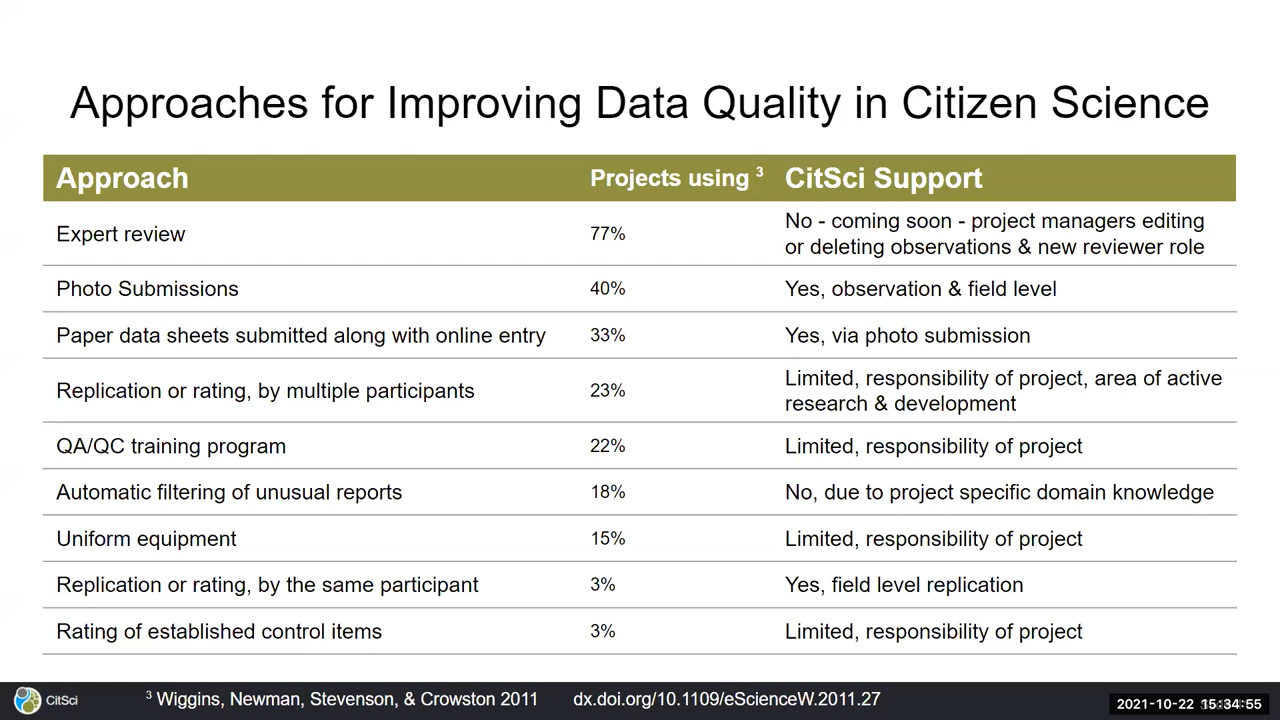 Approaches for Improving Data Quality in Citizen Science
Approach Projects using 3 CitSci Support
Expert review 77% No - coming soon - project managers editing
or deleting observations & new reviewer role
Photo Submissions 40% Yes, observation & field level
Paper data sheets submitted along with online entry 33% Yes, via photo submission
Replication or rating, by multiple participants 23% Limited, responsibility of project, area of active
research & development
QA/QC training program 22% Limited, responsibility of project
Automatic filtering of unusual reports 18% No, due to project specific domain knowledge
Uniform equipment 15% Limited, responsibility of project
Replication or rating, by the same participant 3% Yes, field level replication
Rating of established control items 3% Limited, responsibility of project
CitSci 3 Wiggins, Newman, Stevenson, & Crowston 2011 dx.doi.org/10.1109/eScienceW.2011.27 2021-10-22 15:34:55